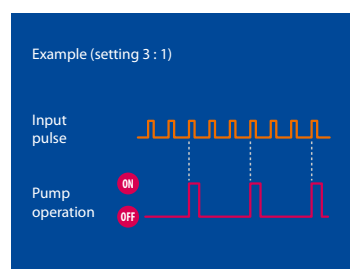 Example (setting 3 : 1)
Input
pulse
ON
Pump
operation
OFF